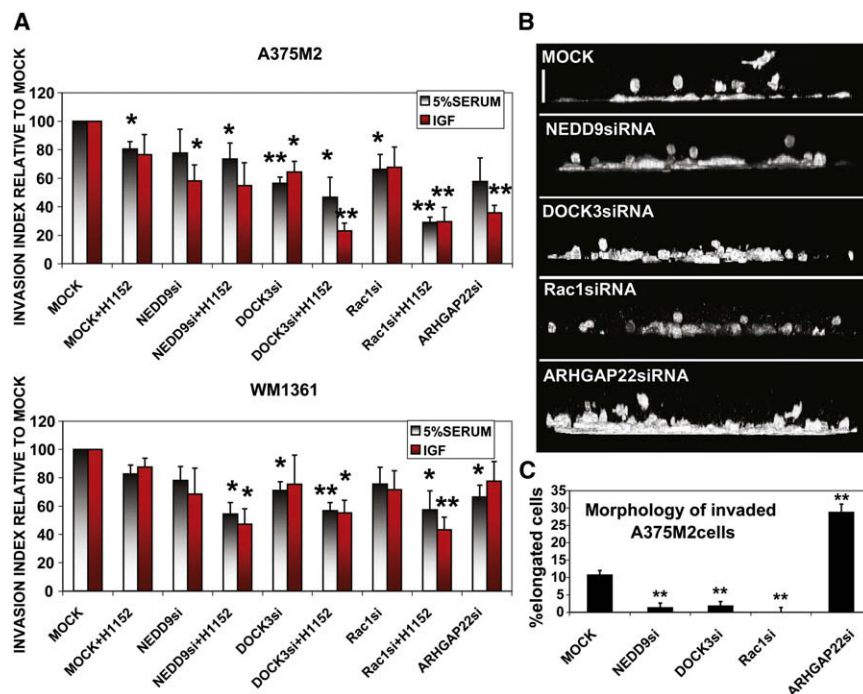 A
A375M2
INVASION INDEX RELATIVE TO MOCK
120
100
80
60
40
20
0
5%SERUM
IGF
* * * ** * * ** * ** ** **
MOCK
MOCK+H1152
NEDD9si
NEDD9si+H1152
DOCK3si
DOCK3si+H1152
Rac1si
Rac1si+H1152
ARHGAP22si
WM1361
INVASION INDEX RELATIVE TO MOCK
120
100
80
60
40
20
0
5%SERUM
IGF
* * * ** * * ** *
MOCK
MOCK+H1152
NEDD9si
NEDD9si+H1152
DOCK3si
DOCK3si+H1152
Rac1si
Rac1si+H1152
ARHGAP22si
B
MOCK
NEDD9siRNA
DOCK3siRNA
Rac1siRNA
ARHGAP22siRNA
C
Morphology of invaded
A375M2cells
%elongated cells
35
30
25
20
15
10
5
0
** ** ** **
MOCK
NEDD9si
DOCK3si
Rac1si
ARHGAP22si